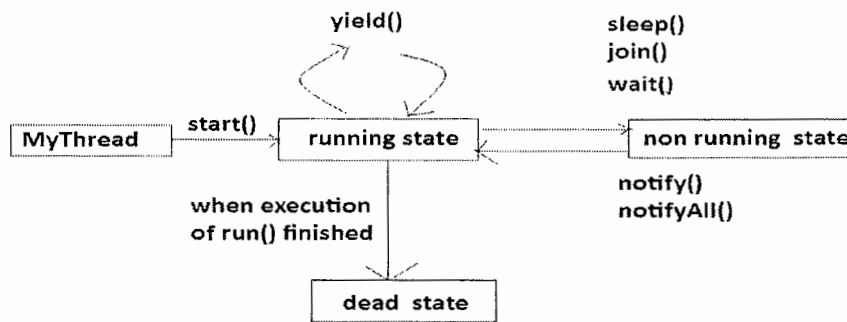 yield()
sleep()
join()
wait()
MyThread
start()
running state
non running state
notify()
notifyAll()
when execution
of run() finished
dead state